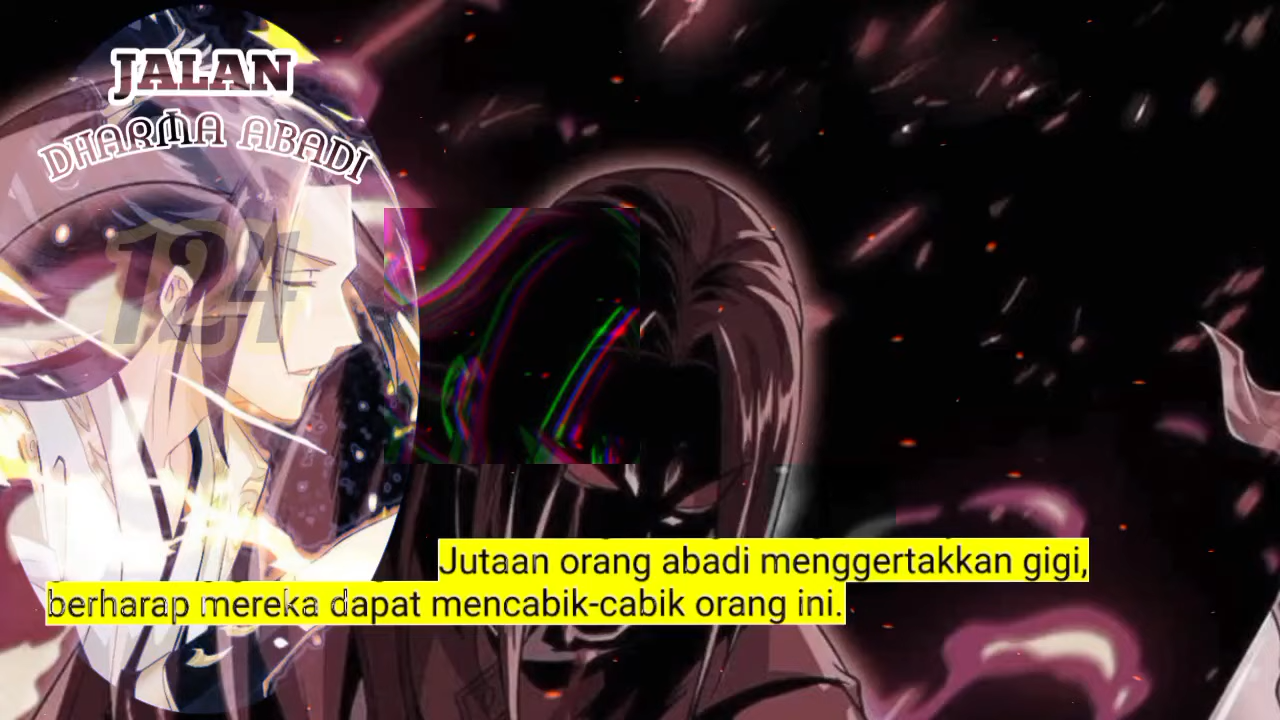 JALAN
DHARMA ABADI
124
Jutaan orang abadi menggertakkan gigi,
berharap mereka dapat mencabik-cabik orang ini.